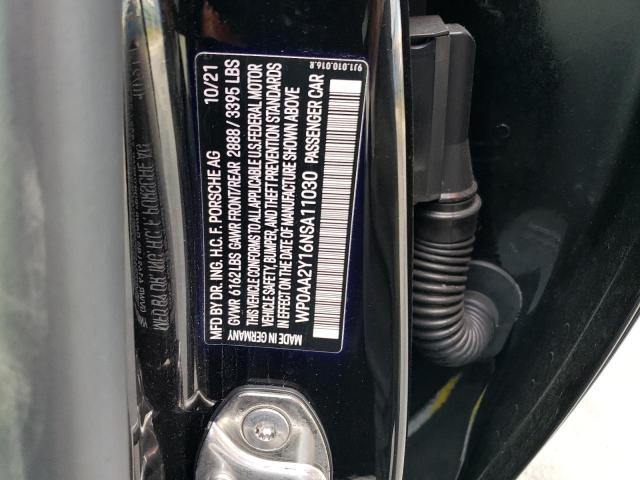 MFD BY DR. ING. H.C. F. PORSCHE AG 10/21
GVWR 6162 LBS GAWR FRONT/REAR 2888 / 3395 LBS
THIS VEHICLE CONFORMS TO ALL APPLICABLE U.S. FEDERAL MOTOR
VEHICLE SAFETY, BUMPER, AND THEFT PREVENTION STANDARDS
IN EFFECT ON THE DATE OF MANUFACTURE SHOWN ABOVE
WP0AA2Y16NSA11030 PASSENGER CAR
MADE IN GERMANY
9J1.010.016.R